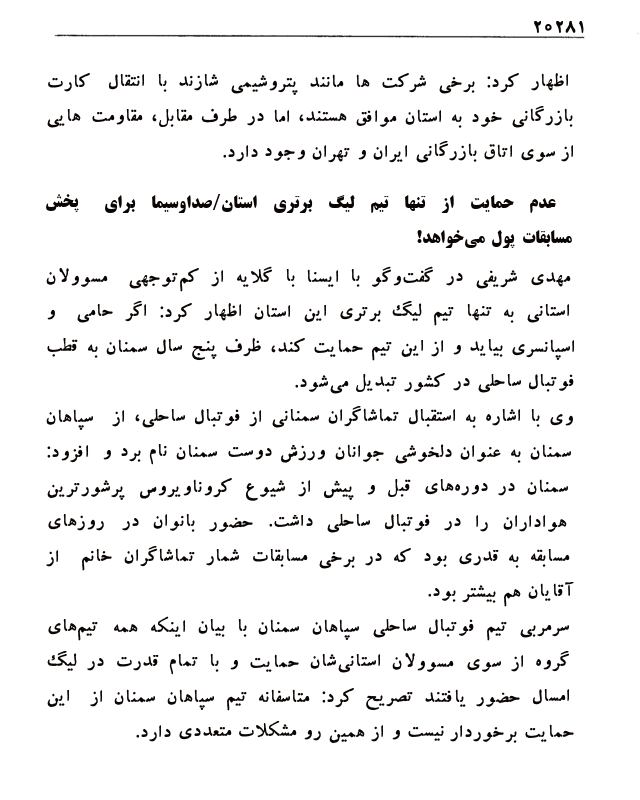 ۲۰۲۸۱
اظهار کرد: برخی شرکت ها مانند پتروشیمی شازند با انتقال کارت
بازرگانی خود به استان موافق هستند، اما در طرف مقابل، مقاومت هایی
از سوی اتاق بازرگانی ایران و تهران وجود دارد.
عدم حمایت از تنها تیم لیگ برتری استان/صداوسیما برای پخش
مسابقات پول می‌خواهد!
مهدی شریفی در گفت‌وگو با ایسنا با گلایه از کم‌توجهی مسوولان
استانی به تنها تیم لیگ برتری این استان اظهار کرد: اگر حامی و
اسپانسری بیاید و از این تیم حمایت کند، ظرف پنج سال سمنان به قطب
فوتبال ساحلی در کشور تبدیل می‌شود.
وی با اشاره به استقبال تماشاگران سمنانی از فوتبال ساحلی، از سپاهان
سمنان به عنوان دلخوشی جوانان ورزش دوست سمنان نام برد و افزود:
سمنان در دوره‌های قبل و پیش از شیوع کروناویروس پرشورترین
هواداران را در فوتبال ساحلی داشت. حضور بانوان در روزهای
مسابقه به قدری بود که در برخی مسابقات شمار تماشاگران خانم از
آقایان هم بیشتر بود.
سرمربی تیم فوتبال ساحلی سپاهان سمنان با بیان اینکه همه تیم‌های
گروه از سوی مسوولان استانی‌شان حمایت و با تمام قدرت در لیگ
امسال حضور یافتند تصریح کرد: متاسفانه تیم سپاهان سمنان از این
حمایت برخوردار نیست و از همین رو مشکلات متعددی دارد.